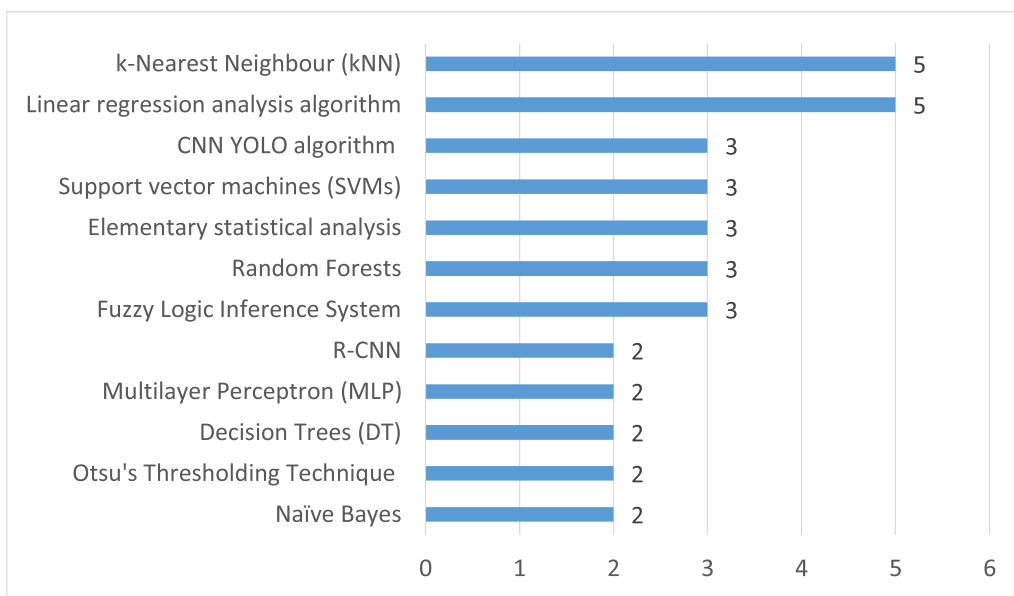 k-Nearest Neighbour (kNN) 5
Linear regression analysis algorithm 5
CNN YOLO algorithm 3
Support vector machines (SVMs) 3
Elementary statistical analysis 3
Random Forests 3
Fuzzy Logic Inference System 3
R-CNN 2
Multilayer Perceptron (MLP) 2
Decision Trees (DT) 2
Otsu's Thresholding Technique 2
Naïve Bayes 2
0 1 2 3 4 5 6